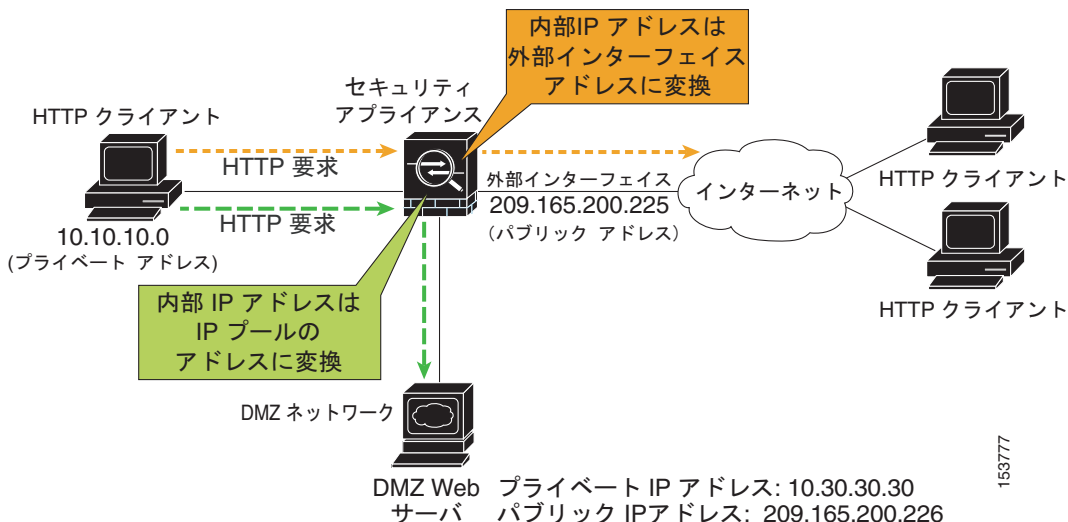 内部IP アドレスは
外部インターフェイス
アドレスに変換
セキュリティ
アプライアンス
HTTP クライアント
HTTP 要求
HTTP 要求
10.10.10.0
(プライベート アドレス)
外部インターフェイス
209.165.200.225
(パブリック アドレス)
インターネット
HTTP クライアント
HTTP クライアント
内部 IP アドレスは
IP プールの
アドレスに変換
DMZ ネットワーク
DMZ Web プライベート IP アドレス: 10.30.30.30
サーバ パブリック IPアドレス: 209.165.200.226
153777